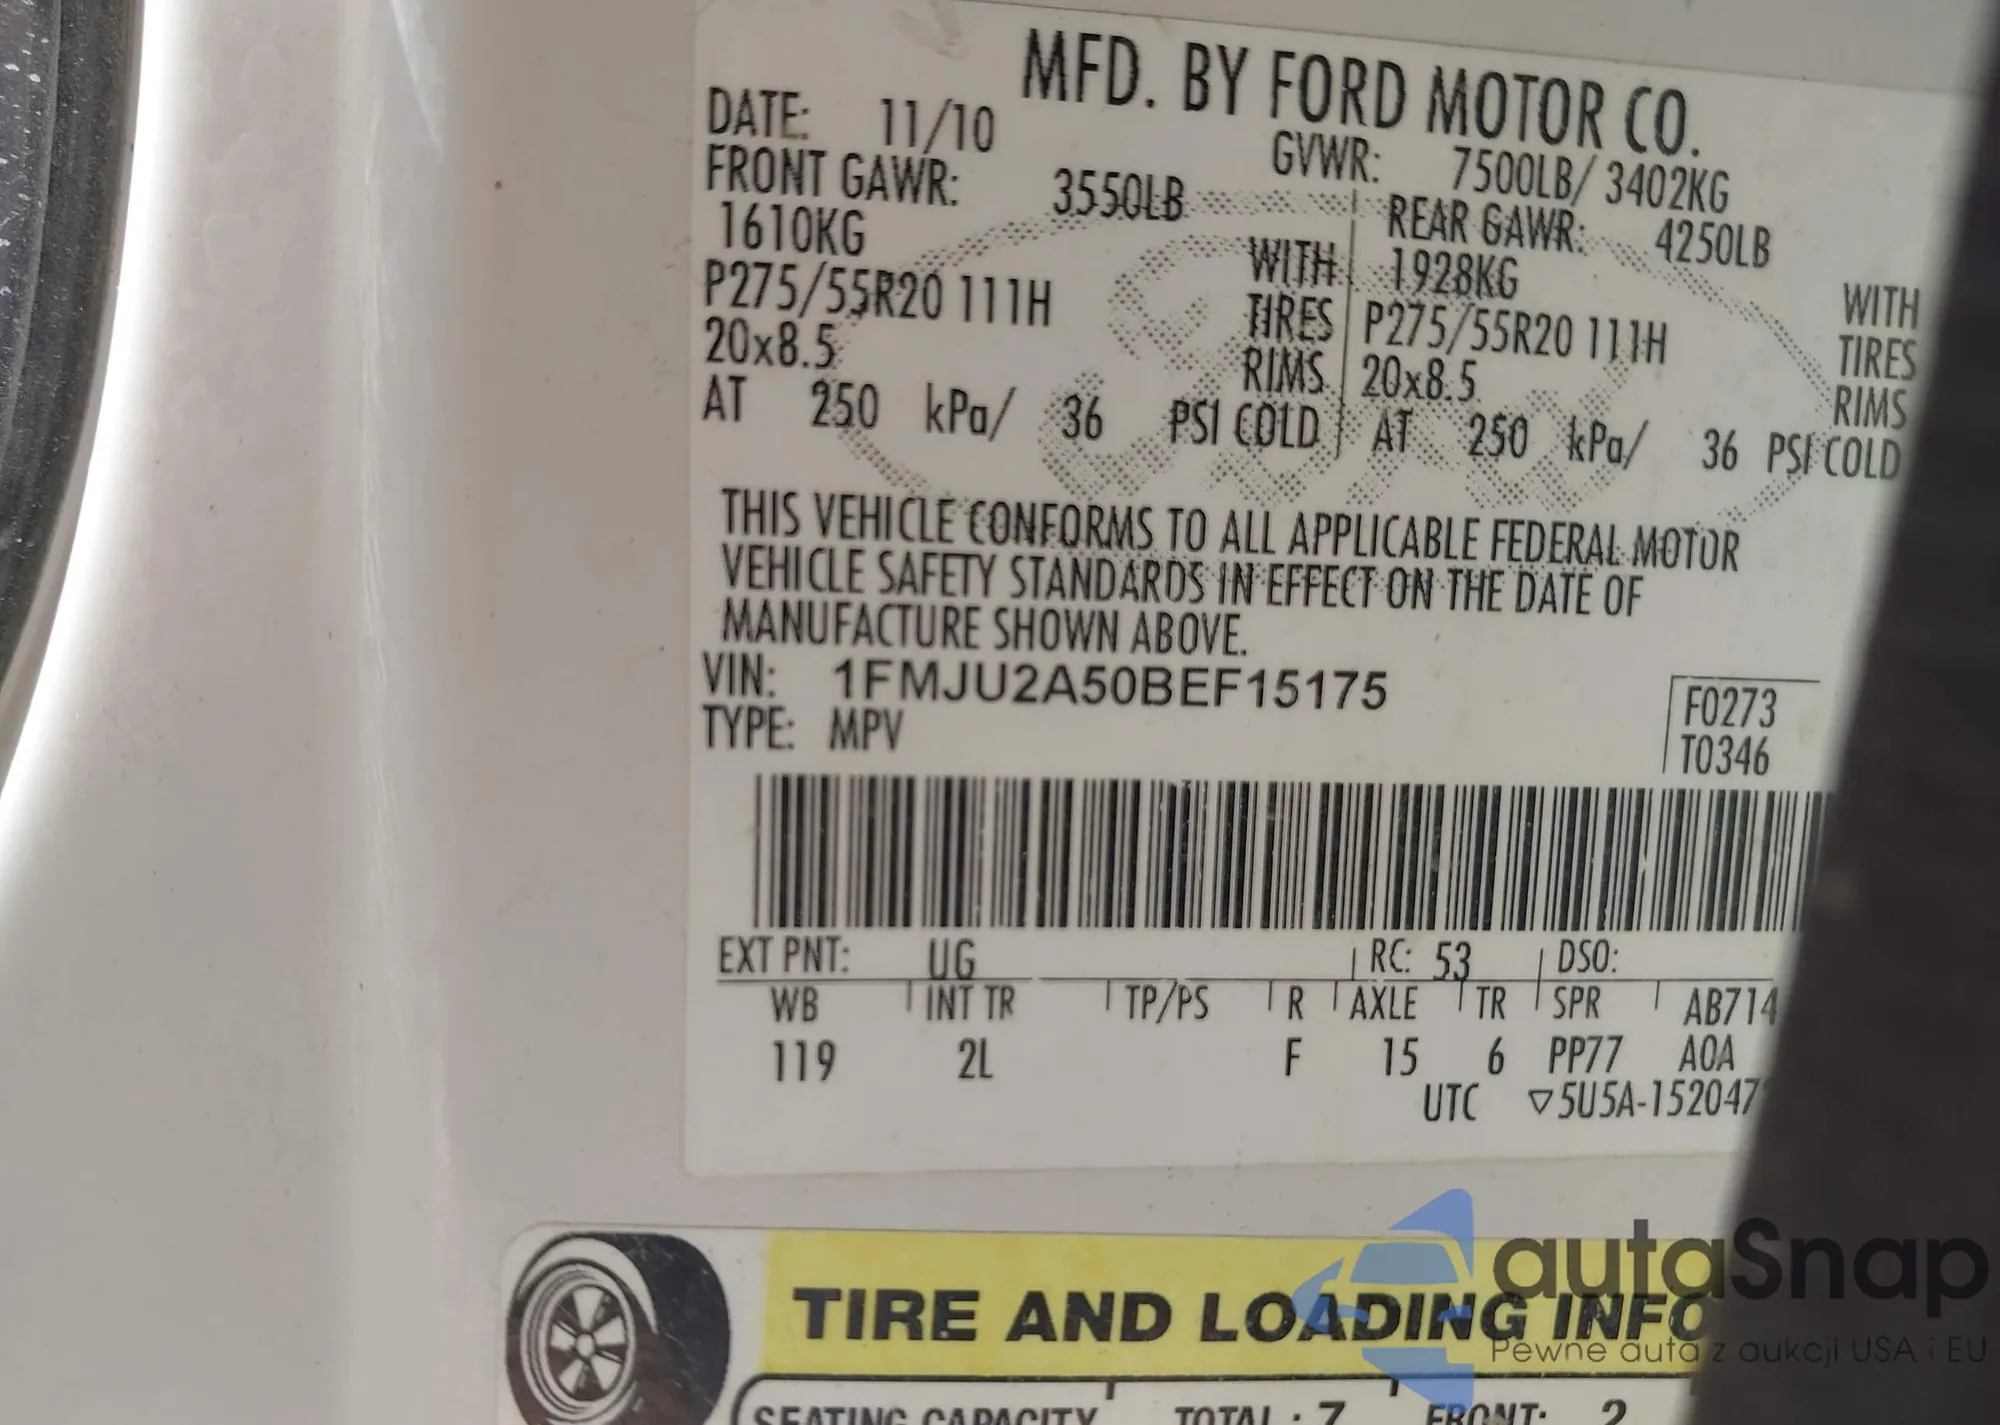 MFD. BY FORD MOTOR CO.
DATE: 11/10 GVWR: 7500LB/ 3402KG
FRONT GAWR: 3550LB REAR GAWR: 4250LB
1610KG WITH 1928KG WITH
P275/55R20 111H TIRES P275/55R20 111H TIRES
20x8.5 RIMS 20x8.5 RIMS
AT 250 kPa/ 36 PSI COLD AT 250 kPa/ 36 PSI COLD
THIS VEHICLE CONFORMS TO ALL APPLICABLE FEDERAL MOTOR
VEHICLE SAFETY STANDARDS IN EFFECT ON THE DATE OF
MANUFACTURE SHOWN ABOVE.
VIN: 1FMJU2A50BEF15175
TYPE: MPV
F0273
T0346
EXT PNT: UG RC: 53 DSO:
WB INT TR TP/PS R AXLE TR SPR AB714
119 2L F 15 6 PP77 A0A
UTC ▽5U5A-152047
TIRE AND LOADING INFO
SEATING CAPACITY TOTAL: 7 FRONT: 2
autaSnap
Pewne auta z aukcji USA i EU